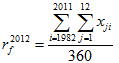 r_f^{2012} = \frac{\sum_{i=1982}^{2011} \sum_{j=1}^{12} x_{ji}}{360}